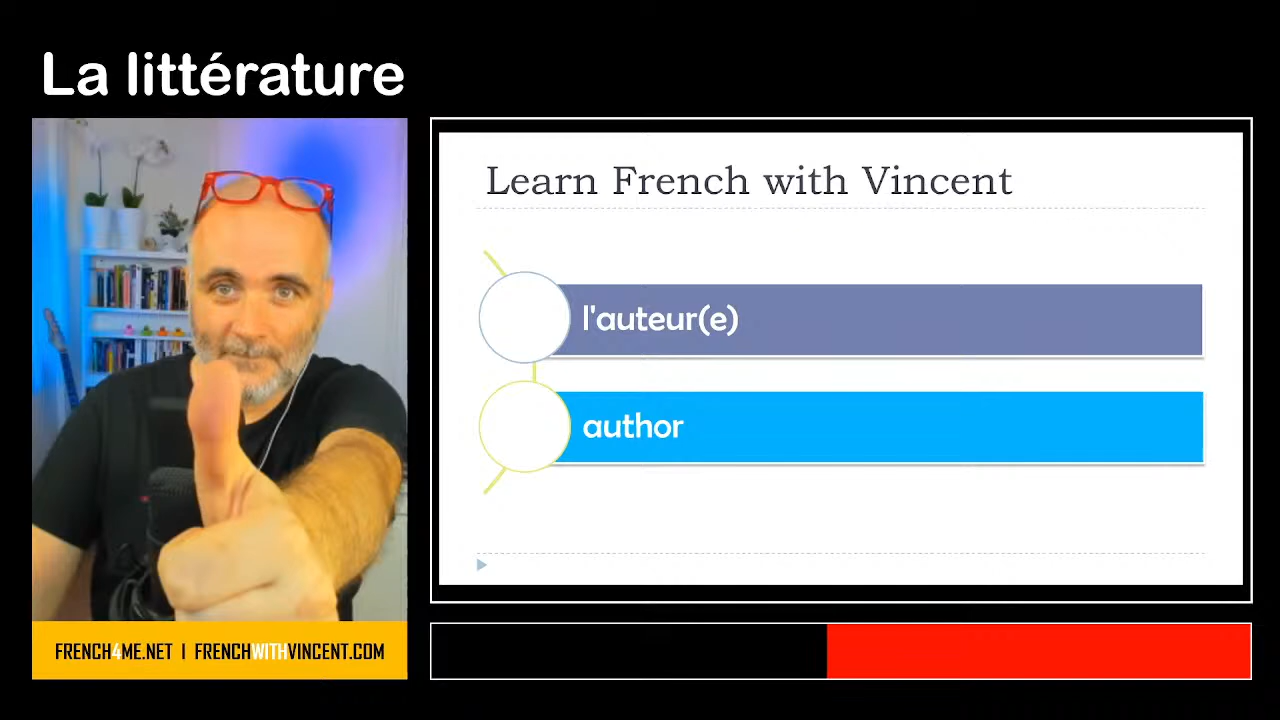 La littérature
Learn French with Vincent
l'auteur(e)
author
FRENCH4ME.NET I FRENCHWITHVINCENT.COM